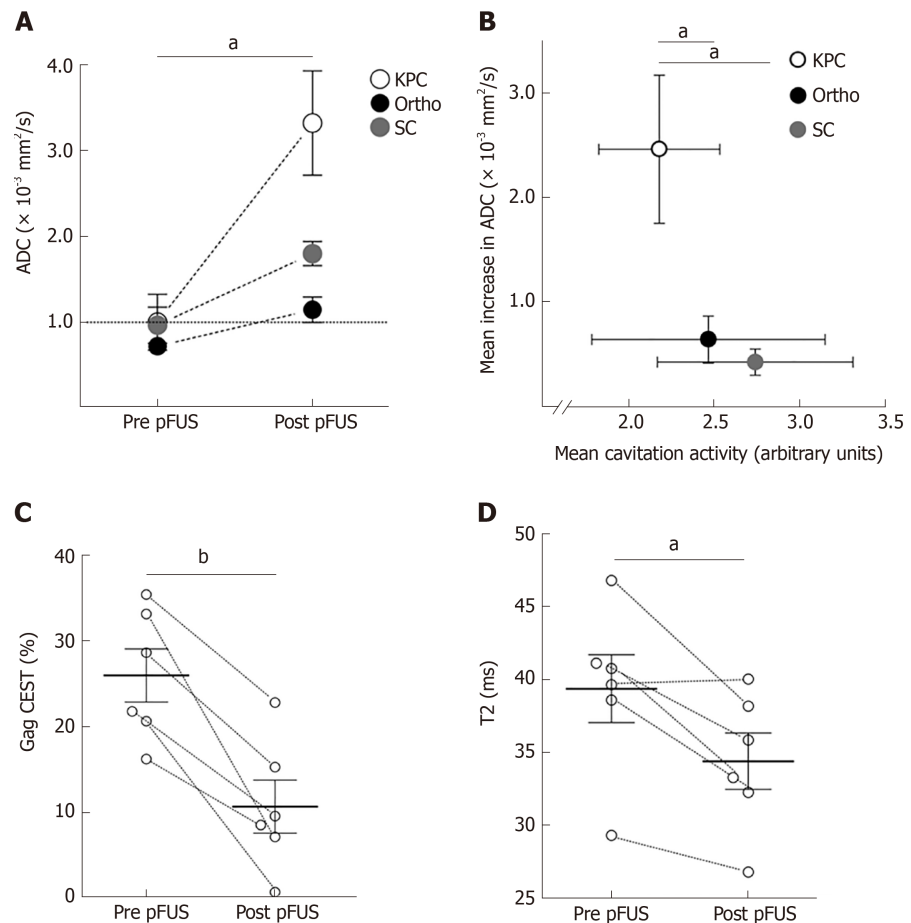 A
a
ADC (× 10⁻³ mm²/s)
4.0
3.0
2.0
1.0
KPC
Ortho
SC
Pre pFUS
Post pFUS
B
a
a
Mean increase in ADC (× 10⁻³ mm²/s)
3.0
2.0
1.0
KPC
Ortho
SC
2.0
2.5
3.0
3.5
Mean cavitation activity (arbitrary units)
C
b
Gag CEST (%)
40
30
20
10
0
Pre pFUS
Post pFUS
D
a
T2 (ms)
50
45
40
35
30
25
Pre pFUS
Post pFUS